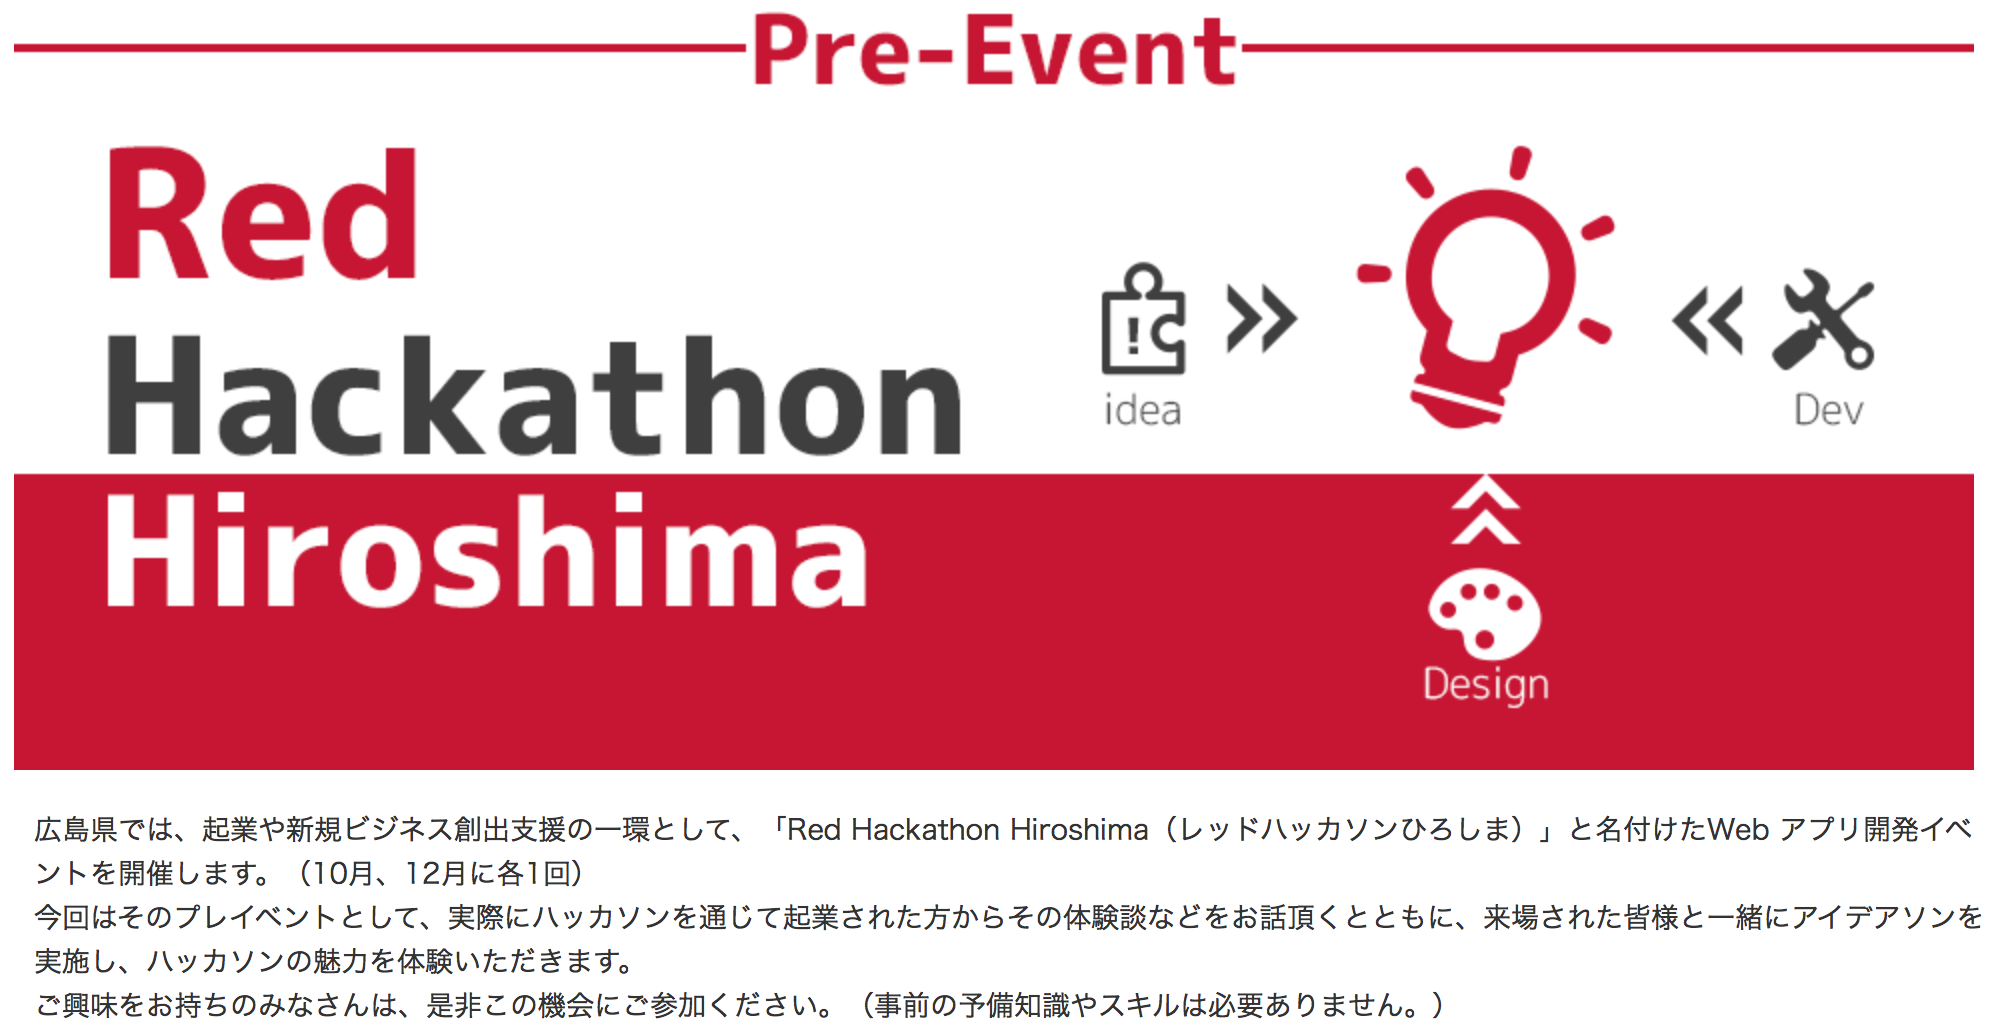 Pre-Event
Red
Hackathon
Hiroshima
!
idea
Dev
Design
広島県では、起業や新規ビジネス創出支援の一環として、「Red Hackathon Hiroshima（レッドハッカソンひろしま）」と名付けたWeb アプリ開発イベ
ントを開催します。（10月、12月に各1回）
今回はそのプレイベントとして、実際にハッカソンを通じて起業された方からその体験談などをお話頂くとともに、来場された皆様と一緒にアイデアソンを
実施し、ハッカソンの魅力を体験いただきます。
ご興味をお持ちのみなさんは、是非この機会にご参加ください。（事前の予備知識やスキルは必要ありません。）